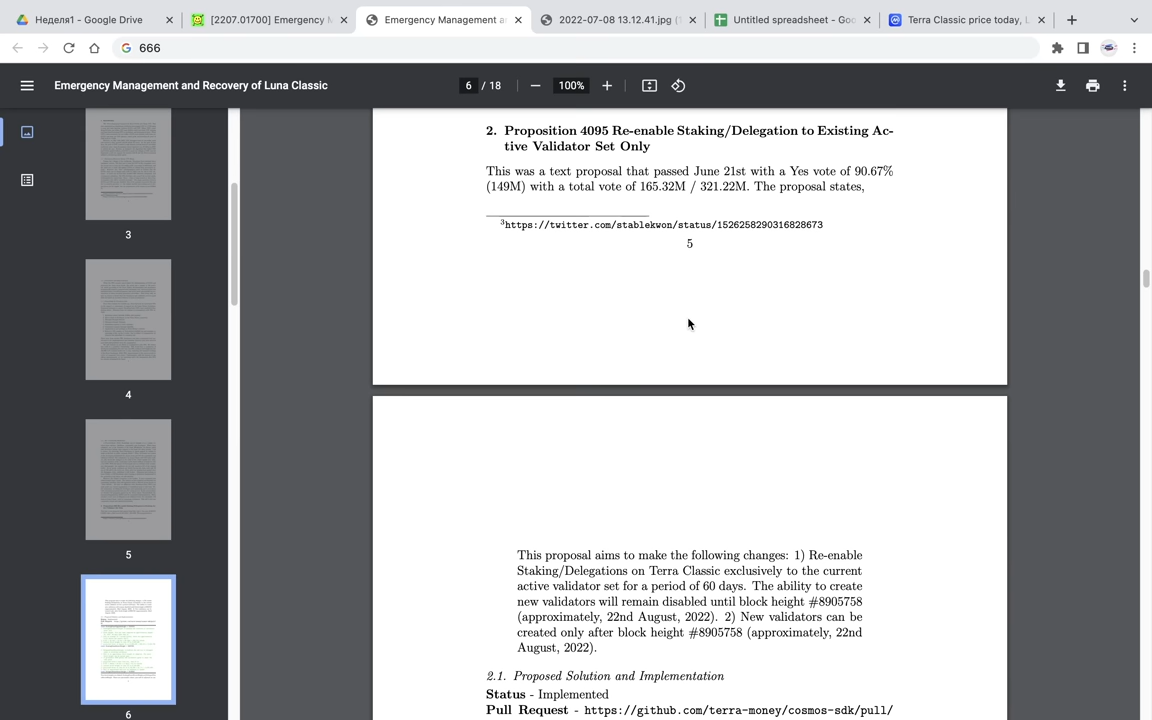 Неделя1 - Google Drive
[2207.01700] Emergency M
Emergency Management a
2022-07-08 13.12.41.jpg (
Untitled spreadsheet - Goo
Terra Classic price today, L
666
Emergency Management and Recovery of Luna Classic
6 / 18
100%
3
4
5
6
2. Proposition 4095 Re-enable Staking/Delegation to Existing Ac-
tive Validator Set Only
This was a text proposal that passed June 21st with a Yes vote of 90.67%
(149M) with a total vote of 165.32M / 321.22M. The proposal states,
3https://twitter.com/stablekwon/status/1526258290316828673
5
This proposal aims to make the following changes: 1) Re-enable
Staking/Delegations on Terra Classic exclusively to the current
active validator set for a period of 60 days. The ability to create
new validators will remain disabled until block height #8905758
(approximately, 22nd August, 2022). 2) New validators can be
created only after block height #8905758 (approximately, 22nd
August, 2022).
2.1. Proposed Solution and Implementation
Status - Implemented
Pull Request - https://github.com/terra-money/cosmos-sdk/pull/